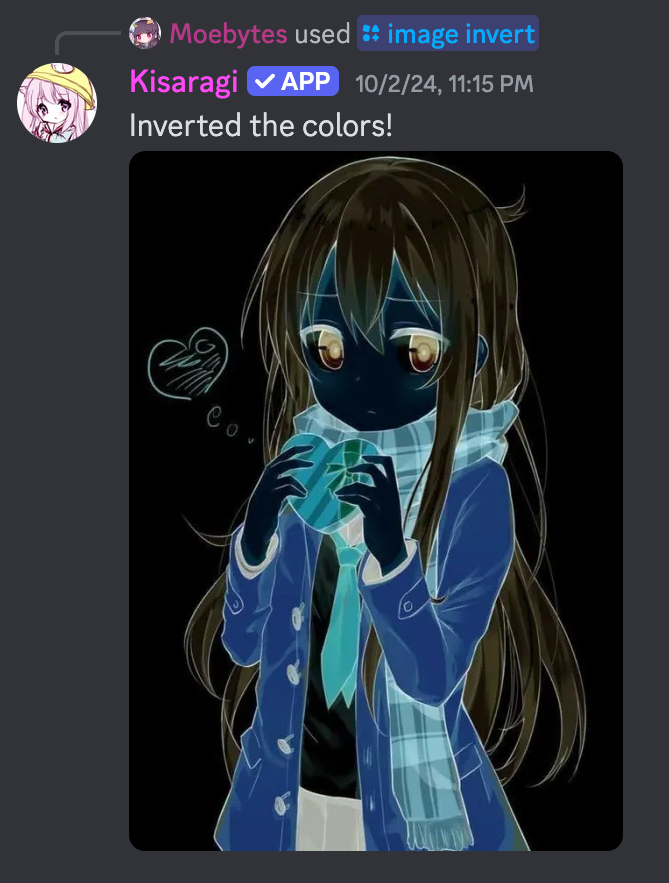 Moebytes used image invert
Kisaragi ✓ APP 10/2/24, 11:15 PM
Inverted the colors!